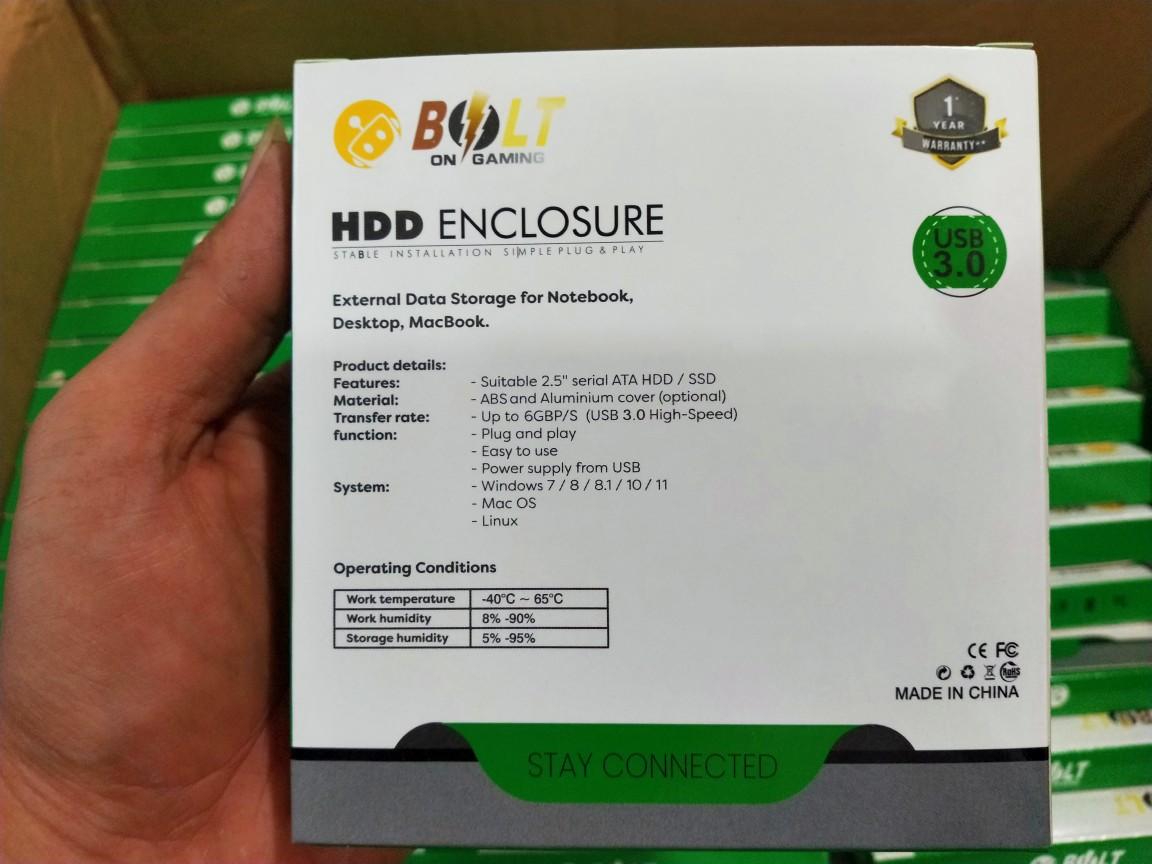 BOLT
ON GAMING
1
YEAR
WARRANTY**
HDD ENCLOSURE
STABLE INSTALLATION SIMPLE PLUG & PLAY
USB
3.0
External Data Storage for Notebook,
Desktop, MacBook.
Product details:
Features: - Suitable 2.5" serial ATA HDD / SSD
Material: - ABS and Aluminium cover (optional)
Transfer rate: - Up to 6GBP/S (USB 3.0 High-Speed)
function: - Plug and play
- Easy to use
- Power supply from USB
System: - Windows 7 / 8 / 8.1 / 10 / 11
- Mac OS
- Linux
Operating Conditions
Work temperature -40°C ~ 65°C
Work humidity 8% -90%
Storage humidity 5% -95%
CE FC
RoHS
MADE IN CHINA
STAY CONNECTED
BOLT